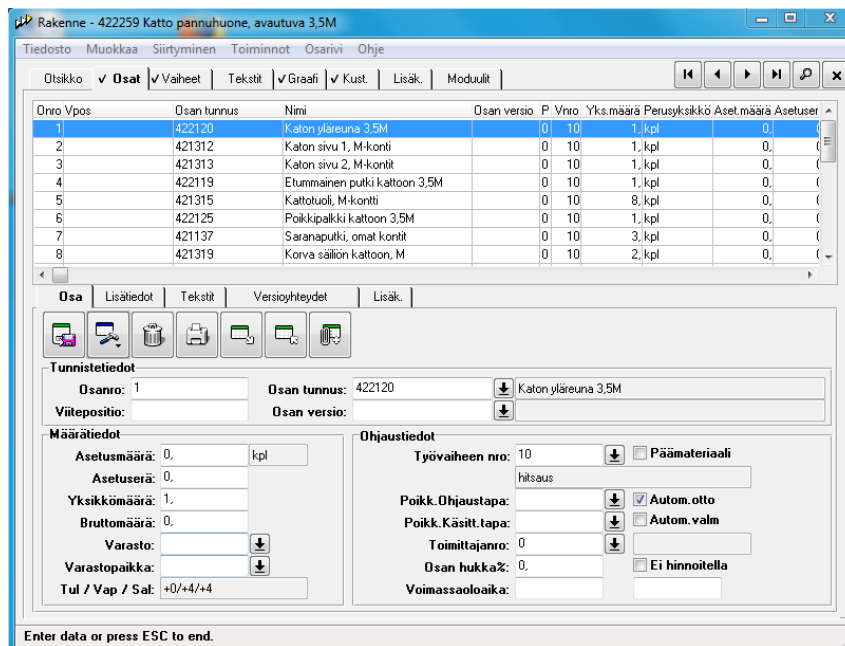 Rakenne - 422259 Katto pannuhuone, avautuva 3,5M
Tiedosto Muokkaa Siirtyminen Toiminnot Osarivi Ohje
Otsikko Osat Vaiheet Tekstit Graafi Kust. Lisäk. Moduulit
Onro Vpos Osan tunnus Nimi Osan versio P Vnro Yks.määrä Perusyksikkö Aset.määrä Asetuser
1 422120 Katon yläreuna 3,5M 0 10 1, kpl 0,
2 421312 Katon sivu 1, M-konti 0 10 1, kpl 0,
3 421313 Katon sivu 2, M-kontit 0 10 1, kpl 0,
4 422119 Etummainen putki kattoon 3,5M 0 10 1, kpl 0,
5 421315 Kattotuoli, M-kontti 0 10 8, kpl 0,
6 422125 Poikkipalkki kattoon 3,5M 0 10 1, kpl 0,
7 421137 Saranaputki, omat kontit 0 10 3, kpl 0,
8 421319 Korva säiliön kattoon, M 0 10 2, kpl 0,
Osa Lisätiedot Tekstit Versioyhteydet Lisäk.
Tunnistetiedot
Osanro: 1 Osan tunnus: 422120 Katon yläreuna 3,5M
Viitepositio: Osan versio:
Määrätiedot Ohjaustiedot
Asetusmäärä: 0, kpl Työvaiheen nro: 10 Päämateriaali
Asetuserä: 0, hitsaus
Yksikkömäärä: 1, Poikk.Ohjaustapa: Autom.otto
Bruttomäärä: 0, Poikk.Käsitt.tapa: Autom.valm
Varasto: Toimittajanro: 0
Varastopaikka: Osan hukka%: 0, Ei hinnoitella
Tul / Vap / Sal: +0/+4/+4 Voimassaoloaika:
Enter data or press ESC to end.